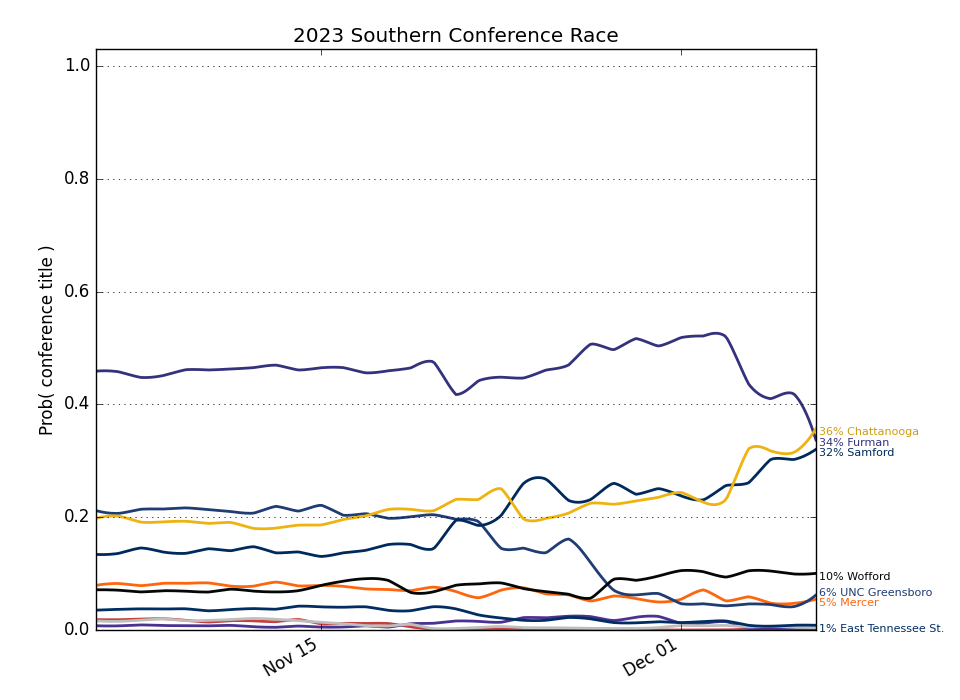 2023 Southern Conference Race
Prob( conference title )
1.0
0.8
0.6
0.4
0.2
0.0
Nov 15
Dec 01
36% Chattanooga
34% Furman
32% Samford
10% Wofford
6% UNC Greensboro
5% Mercer
1% East Tennessee St.